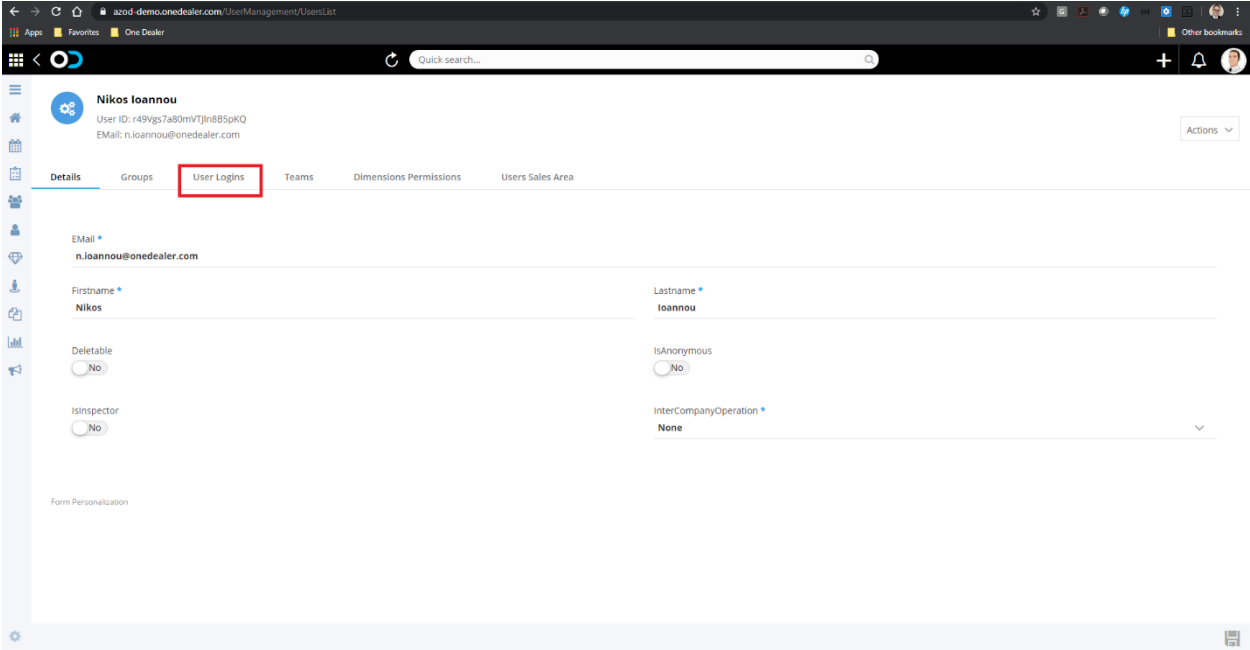 azod-demo.onedealer.com/UserManagement/UsersList
Apps Favorites One Dealer Other bookmarks
Quick search...
Nikos Ioannou
User ID: r49Vgs7a80mVTJln8B5pKQ
EMail: n.ioannou@onedealer.com
Actions
Details Groups User Logins Teams Dimensions Permissions Users Sales Area
EMail *
n.ioannou@onedealer.com
Firstname * Lastname *
Nikos Ioannou
Deletable IsAnonymous
No No
IsInspector InterCompanyOperation *
No None
Form Personalization